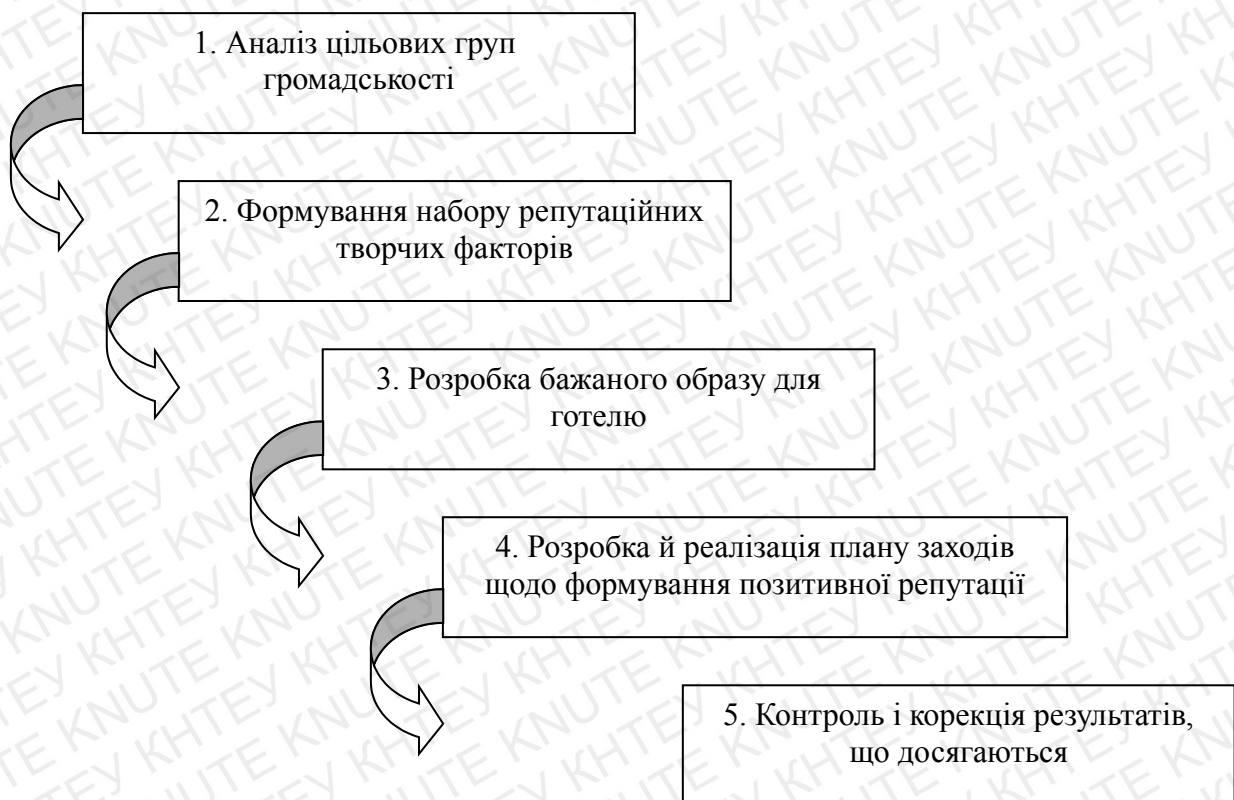 1. Аналіз цільових груп
громадськості
2. Формування набору репутаційних
творчих факторів
3. Розробка бажаного образу для
готелю
4. Розробка й реалізація плану заходів
щодо формування позитивної репутації
5. Контроль і корекція результатів,
що досягаються